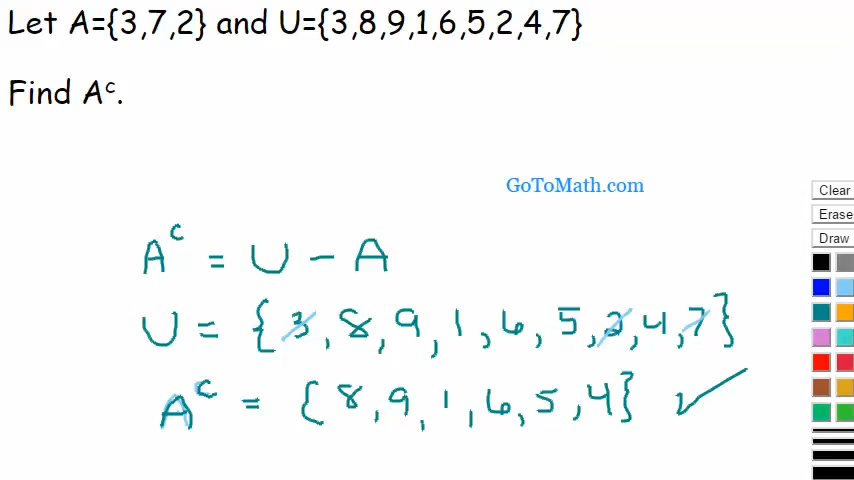 Let A={3,7,2} and U={3,8,9,1,6,5,2,4,7}
Find Aᶜ.
GoToMath.com
Clear
Erase
Draw
Aᶜ = U - A
U = {3,8,9,1,6,5,2,4,7}
Aᶜ = {8,9,1,6,5,4}